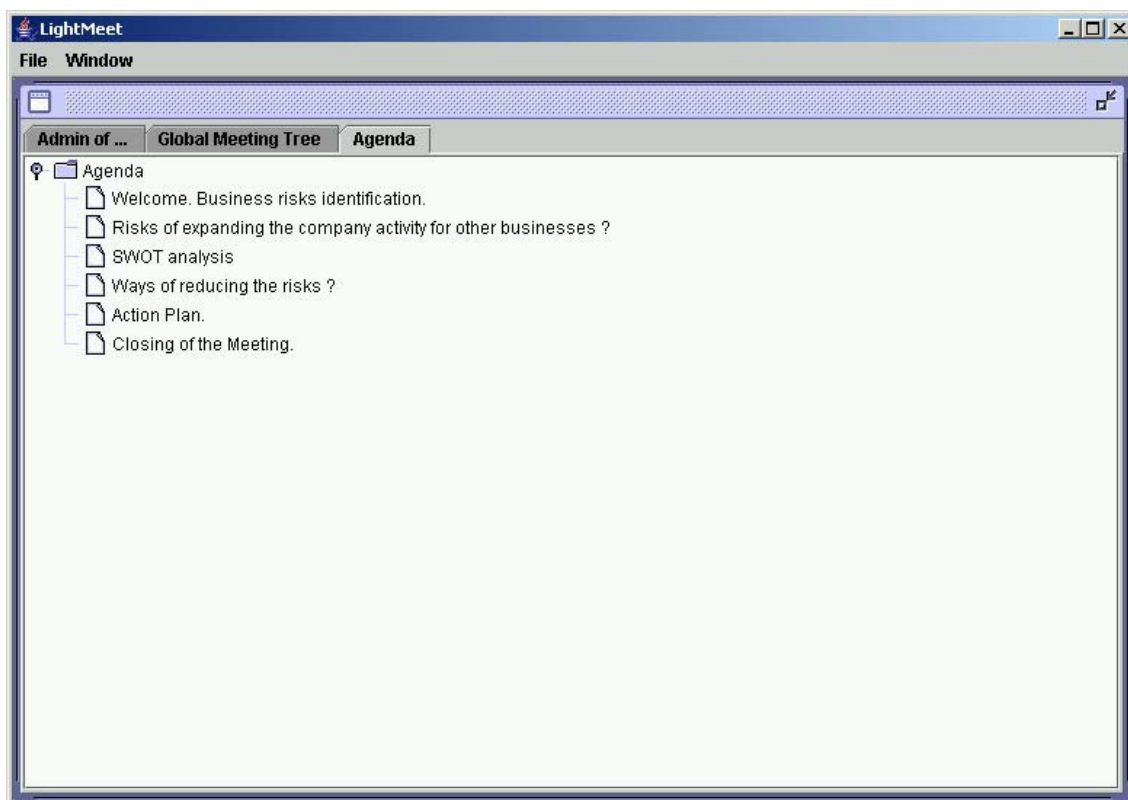 LightMeet
File Window
Admin of ... Global Meeting Tree Agenda
Agenda
Welcome. Business risks identification.
Risks of expanding the company activity for other businesses ?
SWOT analysis
Ways of reducing the risks ?
Action Plan.
Closing of the Meeting.